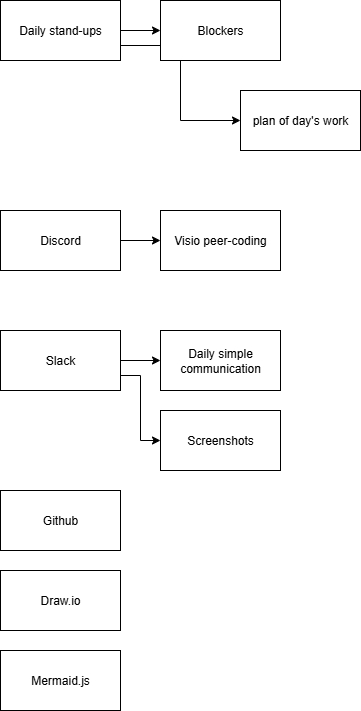 Daily stand-ups
Blockers
plan of day's work
Discord
Visio peer-coding
Slack
Daily simple
communication
Screenshots
Github
Draw.io
Mermaid.js